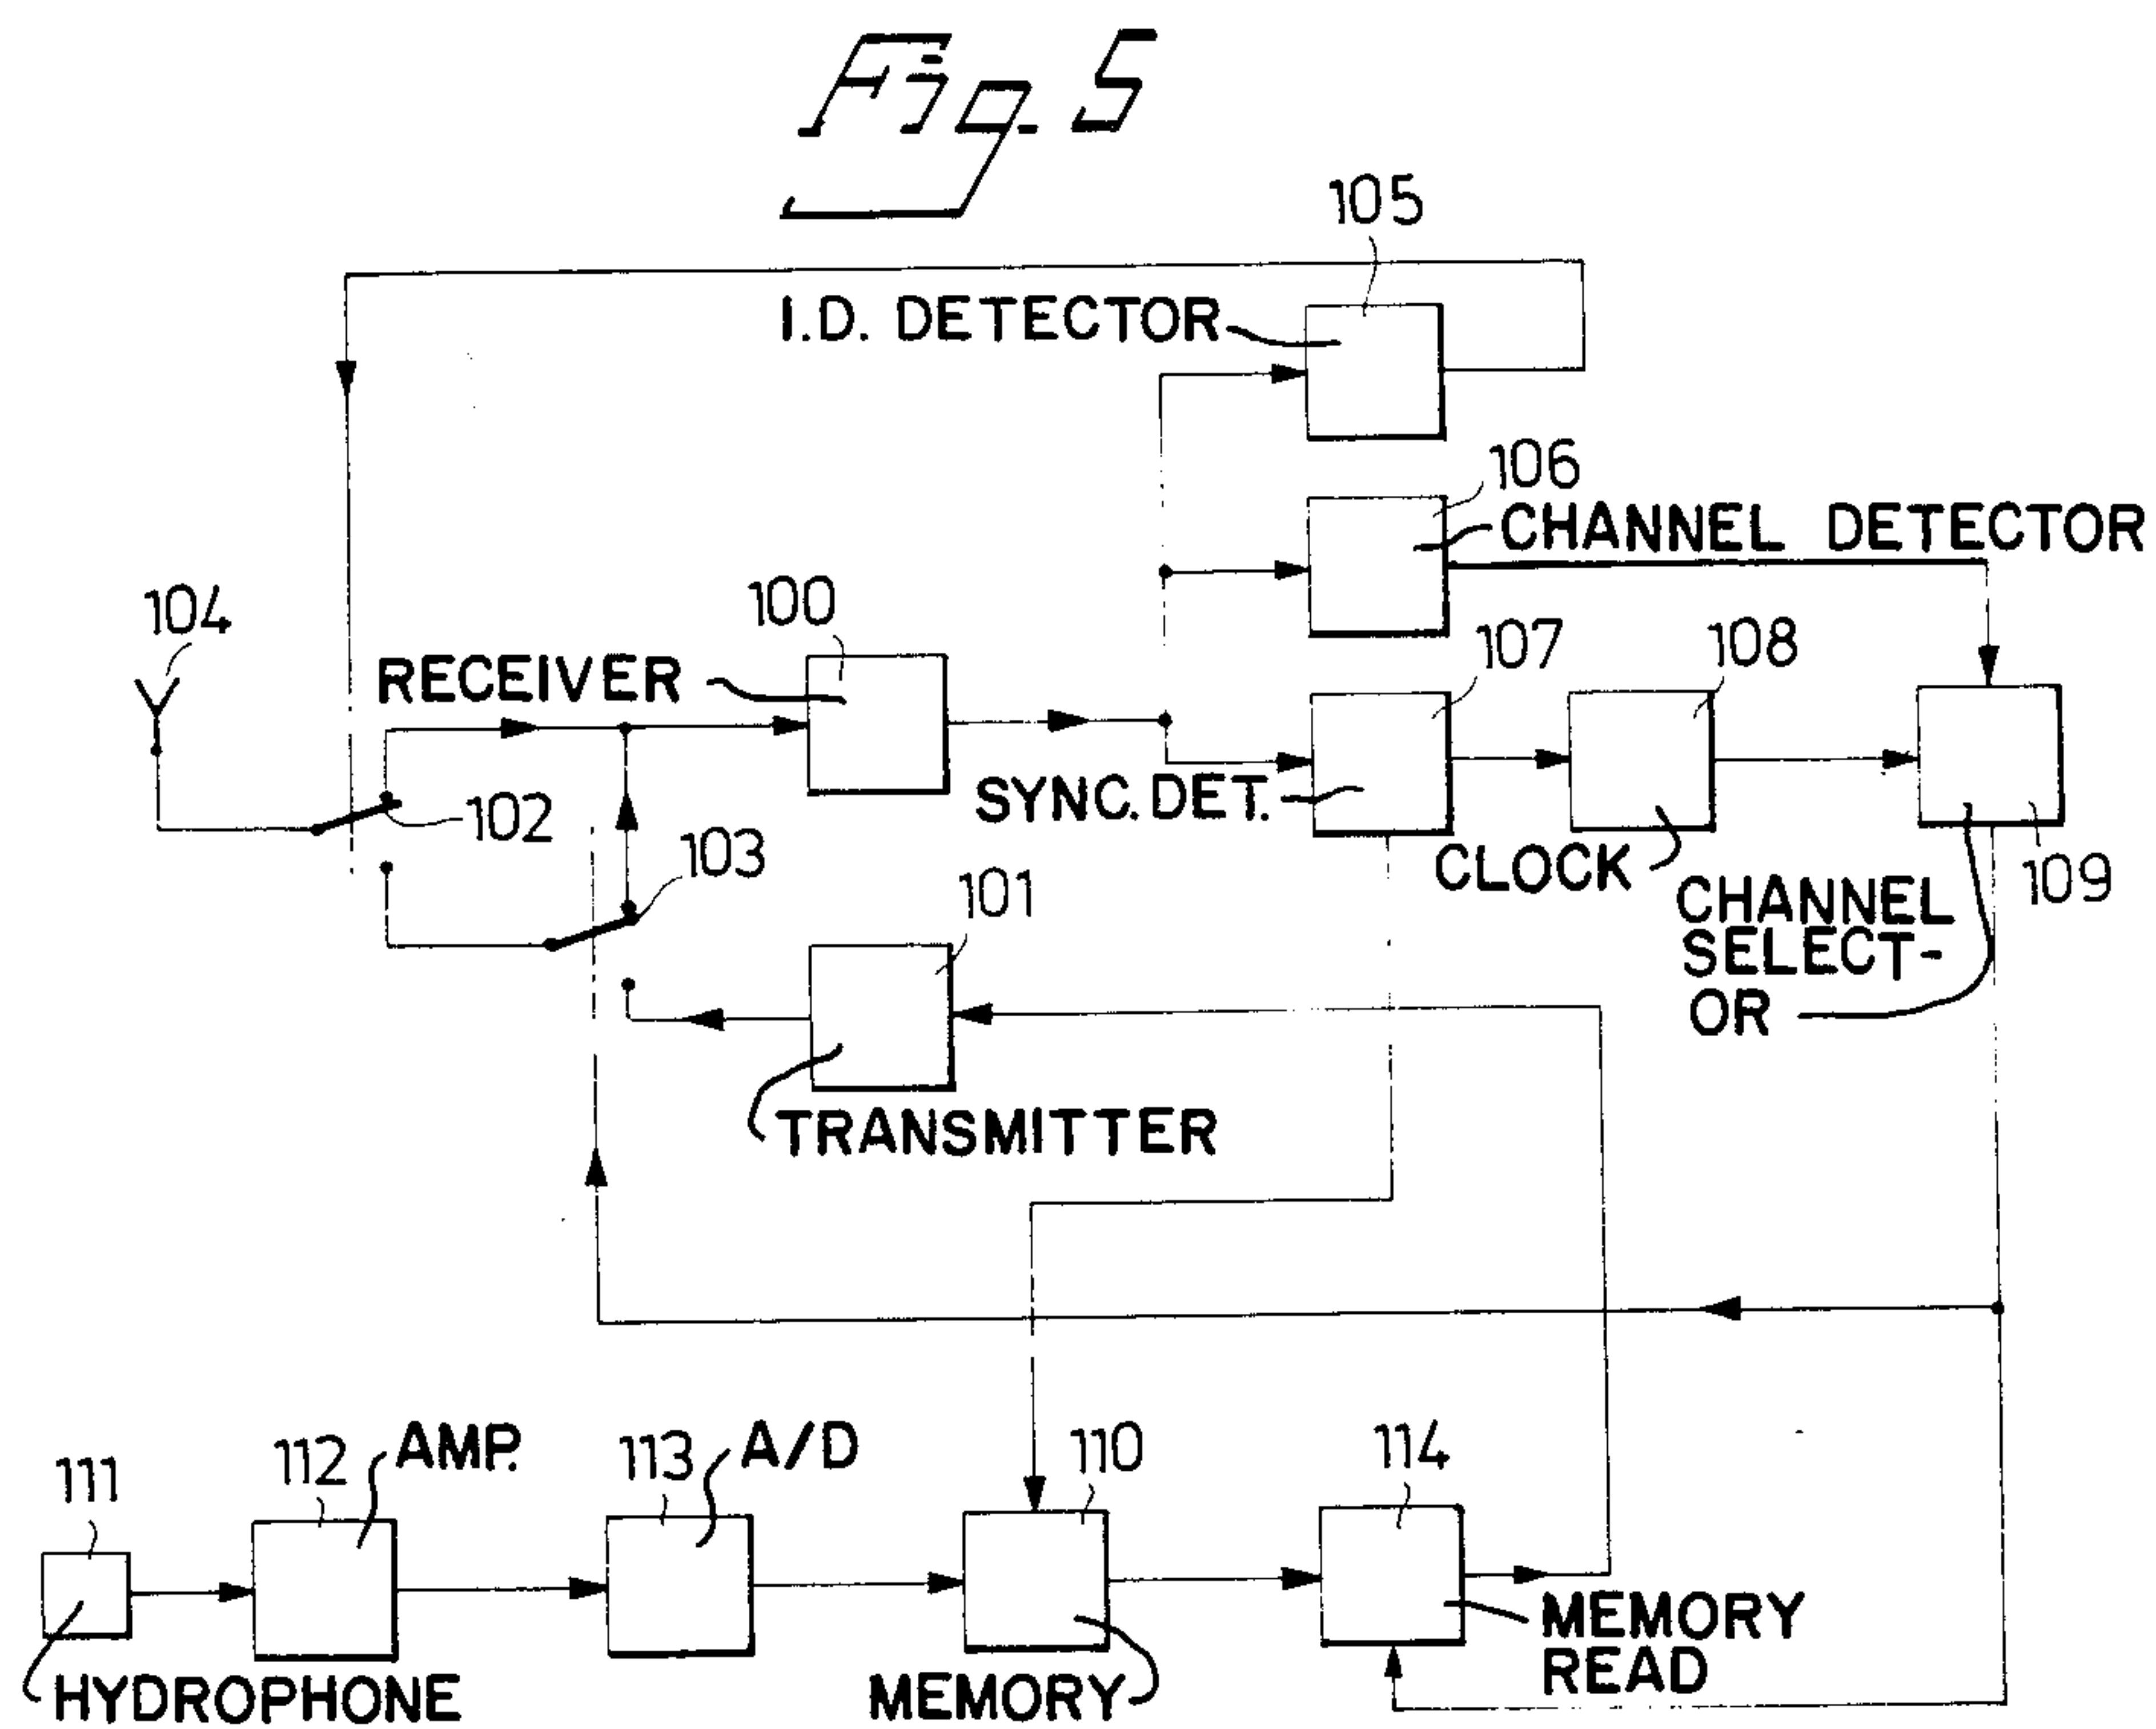 Fig. 5
105
I.D. DETECTOR
106
CHANNEL DETECTOR
104
100
RECEIVER
107
108
SYNC. DET.
102
103
CLOCK
109
101
CHANNEL
SELECT-
OR
TRANSMITTER
111
112
AMP.
113
A/D
110
114
HYDROPHONE
MEMORY
MEMORY
READ